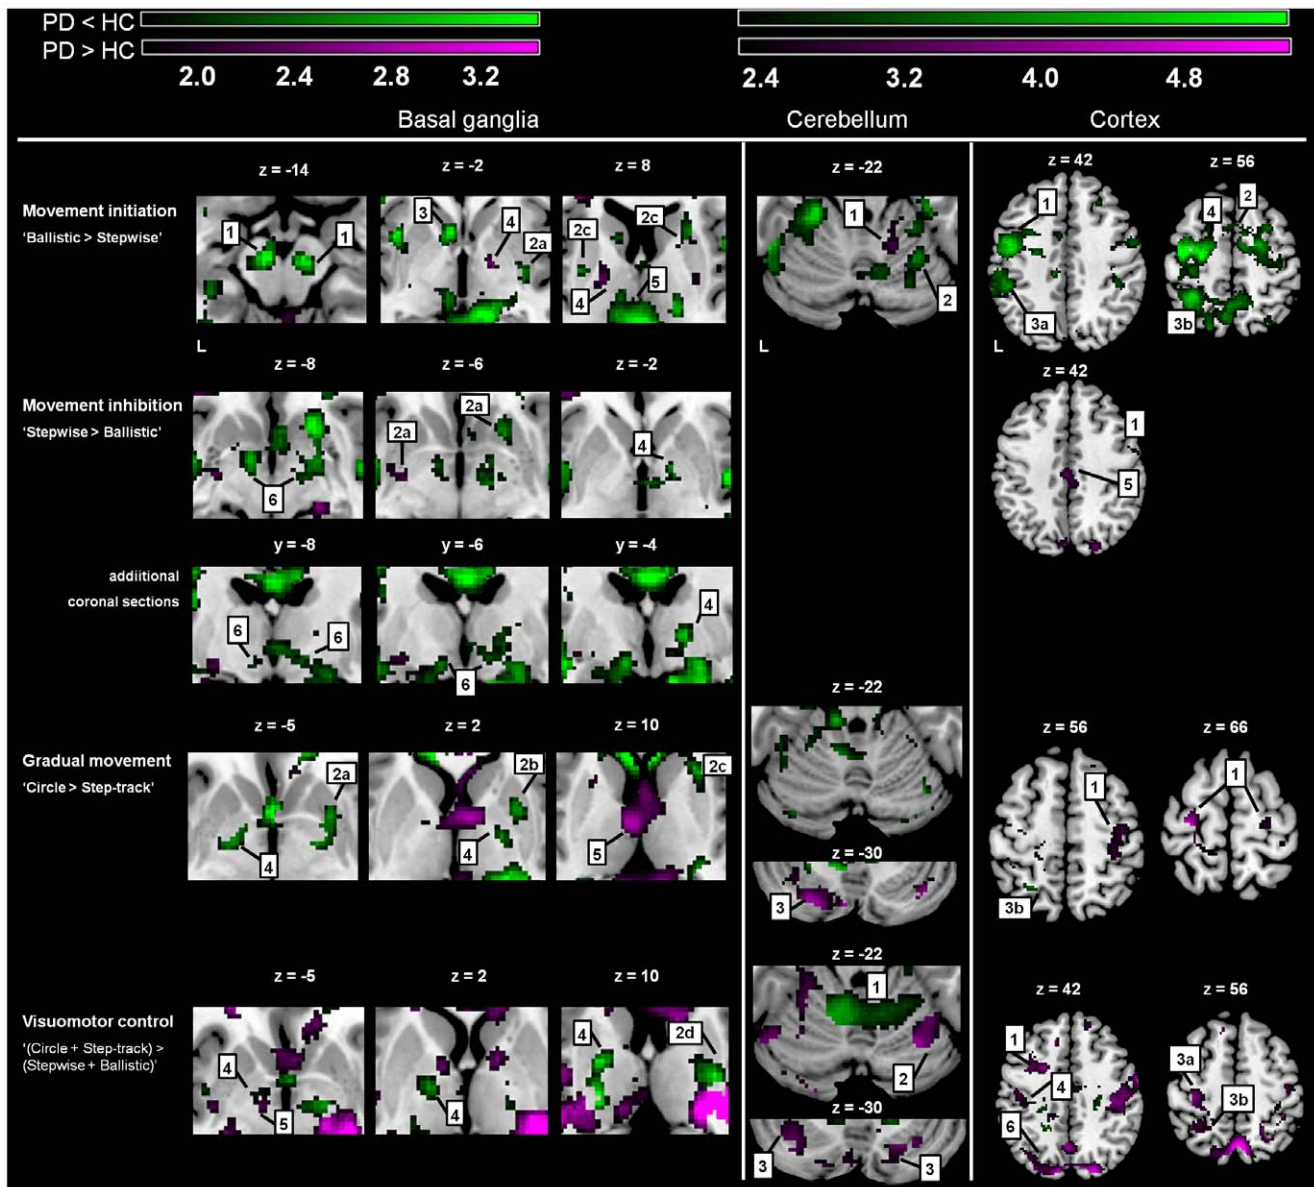 PD < HC
PD > HC
2.0 2.4 2.8 3.2 2.4 3.2 4.0 4.8
Basal ganglia Cerebellum Cortex
z = -14 z = -2 z = 8 z = -22 z = 42 z = 56
Movement initiation
'Ballistic > Stepwise'
1 1 3 4 2a 2c 2c 4 5 1 2 1 3a 4 2 3b
L L L
z = -8 z = -6 z = -2 z = 42
Movement inhibition
'Stepwise > Ballistic'
6 2a 2a 4 1 5
y = -8 y = -6 y = -4
addiitional
coronal sections
6 6 6 4
z = -22
z = -5 z = 2 z = 10 z = 56 z = 66
Gradual movement
'Circle > Step-track'
2a 4 2b 4 2c 5 1 3b 1
z = -30
3
z = -22
z = -5 z = 2 z = 10 z = 42 z = 56
Visuomotor control
'(Circle + Step-track) >
(Stepwise + Ballistic)'
4 5 4 4 2d 1 2 1 4 6 3a 3b
z = -30
3 3